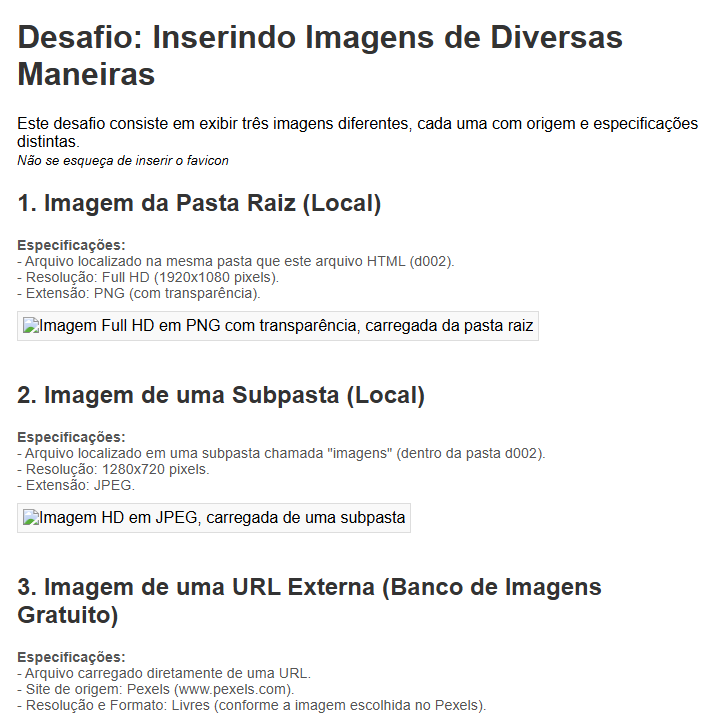 Desafio: Inserindo Imagens de Diversas
Maneiras
Este desafio consiste em exibir três imagens diferentes, cada uma com origem e especificações
distintas.
Não se esqueça de inserir o favicon
1. Imagem da Pasta Raiz (Local)
Especificações:
- Arquivo localizado na mesma pasta que este arquivo HTML (d002).
- Resolução: Full HD (1920x1080 pixels).
- Extensão: PNG (com transparência).
Imagem Full HD em PNG com transparência, carregada da pasta raiz
2. Imagem de uma Subpasta (Local)
Especificações:
- Arquivo localizado em uma subpasta chamada "imagens" (dentro da pasta d002).
- Resolução: 1280x720 pixels.
- Extensão: JPEG.
Imagem HD em JPEG, carregada de uma subpasta
3. Imagem de uma URL Externa (Banco de Imagens
Gratuito)
Especificações:
- Arquivo carregado diretamente de uma URL.
- Site de origem: Pexels (www.pexels.com).
- Resolução e Formato: Livres (conforme a imagem escolhida no Pexels).